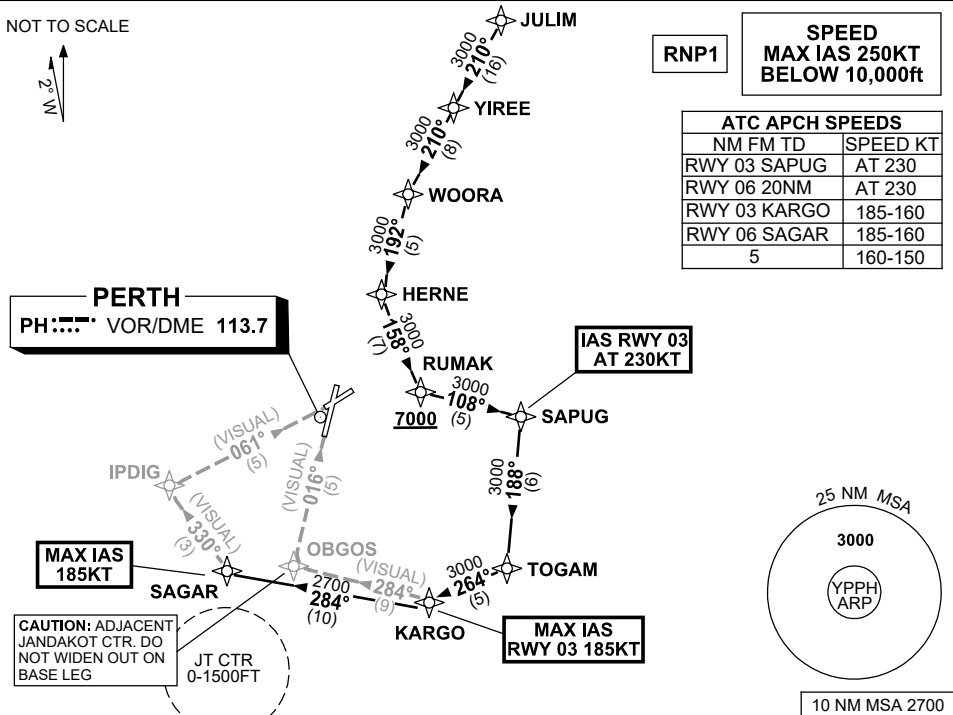 NOT TO SCALE
2° W
JULIM
RNP1
SPEED
MAX IAS 250KT
BELOW 10,000ft
3000
210°
(16)
YIREE
ATC APCH SPEEDS
NM FM TD SPEED KT
RWY 03 SAPUG AT 230
RWY 06 20NM AT 230
RWY 03 KARGO 185-160
RWY 06 SAGAR 185-160
5 160-150
3000
210°
(8)
WOORA
3000
192°
(5)
HERNE
PERTH
PH VOR/DME 113.7
3000
158°
(7)
RUMAK
7000
IAS RWY 03
AT 230KT
3000
108°
(5)
SAPUG
(VISUAL)
061°
(5)
IPDIG
(VISUAL)
016°
(5)
3000
188°
(6)
(VISUAL)
330°
(3)
25 NM MSA
3000
YPPH
ARP
MAX IAS
185KT
SAGAR
OBGOS
(VISUAL)
284°
(9)
3000
264°
(5)
TOGAM
2700
284°
(10)
KARGO
MAX IAS
RWY 03 185KT
CAUTION: ADJACENT
JANDAKOT CTR. DO
NOT WIDEN OUT ON
BASE LEG
JT CTR
0-1500FT
10 NM MSA 2700